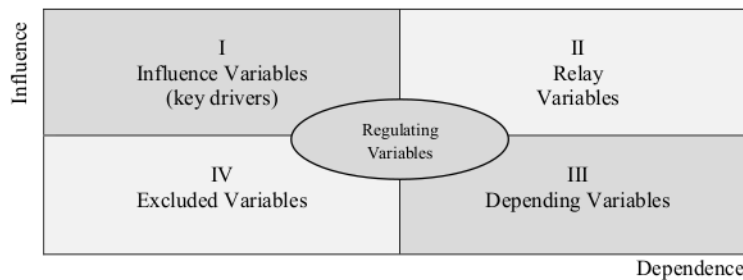 Influence
I
Influence Variables
(key drivers)
II
Relay
Variables
Regulating
Variables
IV
Excluded Variables
III
Depending Variables
Dependence